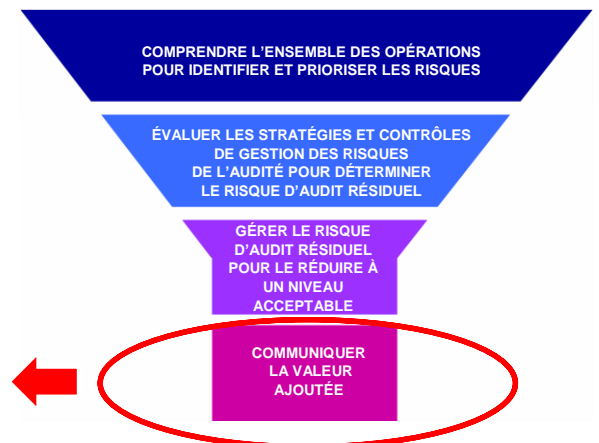 COMPRENDRE L'ENSEMBLE DES OPÉRATIONS
POUR IDENTIFIER ET PRIORISER LES RISQUES
ÉVALUER LES STRATÉGIES ET CONTRÔLES
DE GESTION DES RISQUES
DE L'AUDITÉ POUR DÉTERMINER
LE RISQUE D'AUDIT RÉSIDUEL
GÉRER LE RISQUE
D'AUDIT RÉSIDUEL
POUR LE RÉDUIRE À
UN NIVEAU
ACCEPTABLE
COMMUNIQUER
LA VALEUR
AJOUTÉE